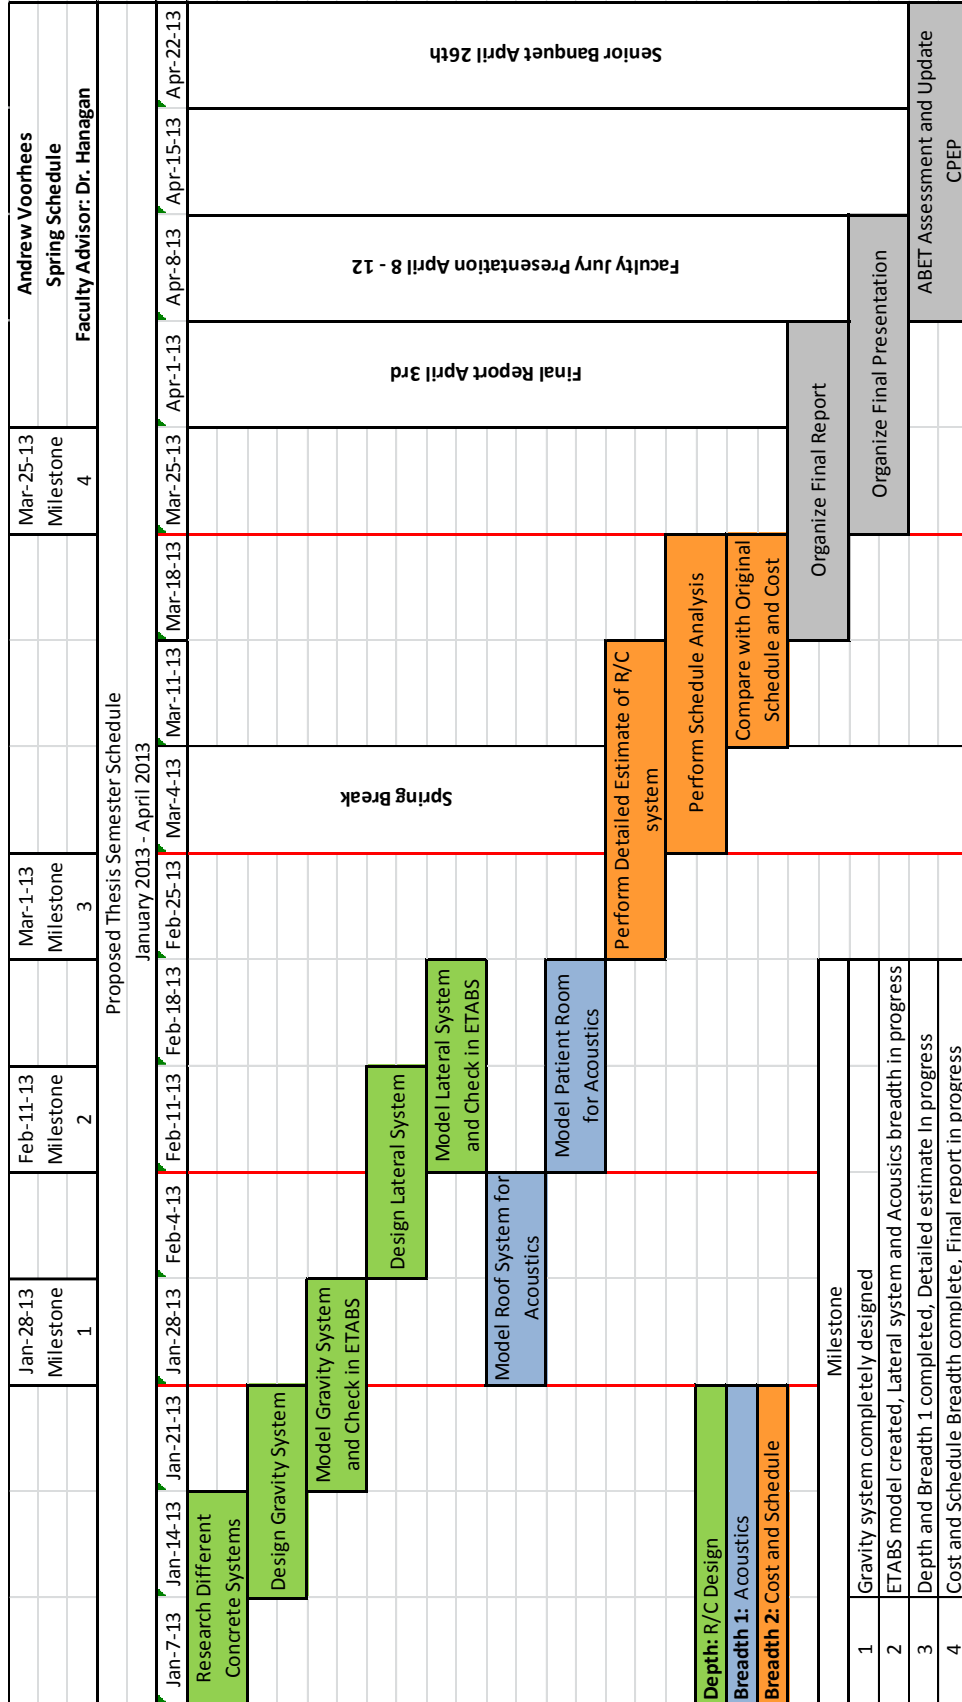 Jan-28-13
Milestone
1
Feb-11-13
Milestone
2
Mar-1-13
Milestone
3
Mar-25-13
Milestone
4
Andrew Voorhees
Spring Schedule
Faculty Advisor: Dr. Hanagan
Proposed Thesis Semester Schedule
January 2013 - April 2013
Jan-7-13 Jan-14-13 Jan-21-13 Jan-28-13 Feb-4-13 Feb-11-13 Feb-18-13 Feb-25-13 Mar-4-13 Mar-11-13 Mar-18-13 Mar-25-13 Apr-1-13 Apr-8-13 Apr-15-13 Apr-22-13
Research Different
Concrete Systems
Design Gravity System
Model Gravity System
and Check in ETABS
Design Lateral System
Model Lateral System
and Check in ETABS
Model Roof System for
Acoustics
Model Patient Room
for Acoustics
Spring Break
Final Report April 3rd
Faculty Jury Presentation April 8 - 12
Senior Banquet April 26th
Perform Detailed Estimate of R/C
system
Perform Schedule Analysis
Compare with Original
Schedule and Cost
Organize Final Report
Organize Final Presentation
ABET Assessment and Update
CPEP
Depth: R/C Design
Breadth 1: Acoustics
Breadth 2: Cost and Schedule
Milestone
1 Gravity system completely designed
2 ETABS model created, Lateral system and Acousics breadth in progress
3 Depth and Breadth 1 completed, Detailed estimate In progress
4 Cost and Schedule Breadth complete, Final report in progress